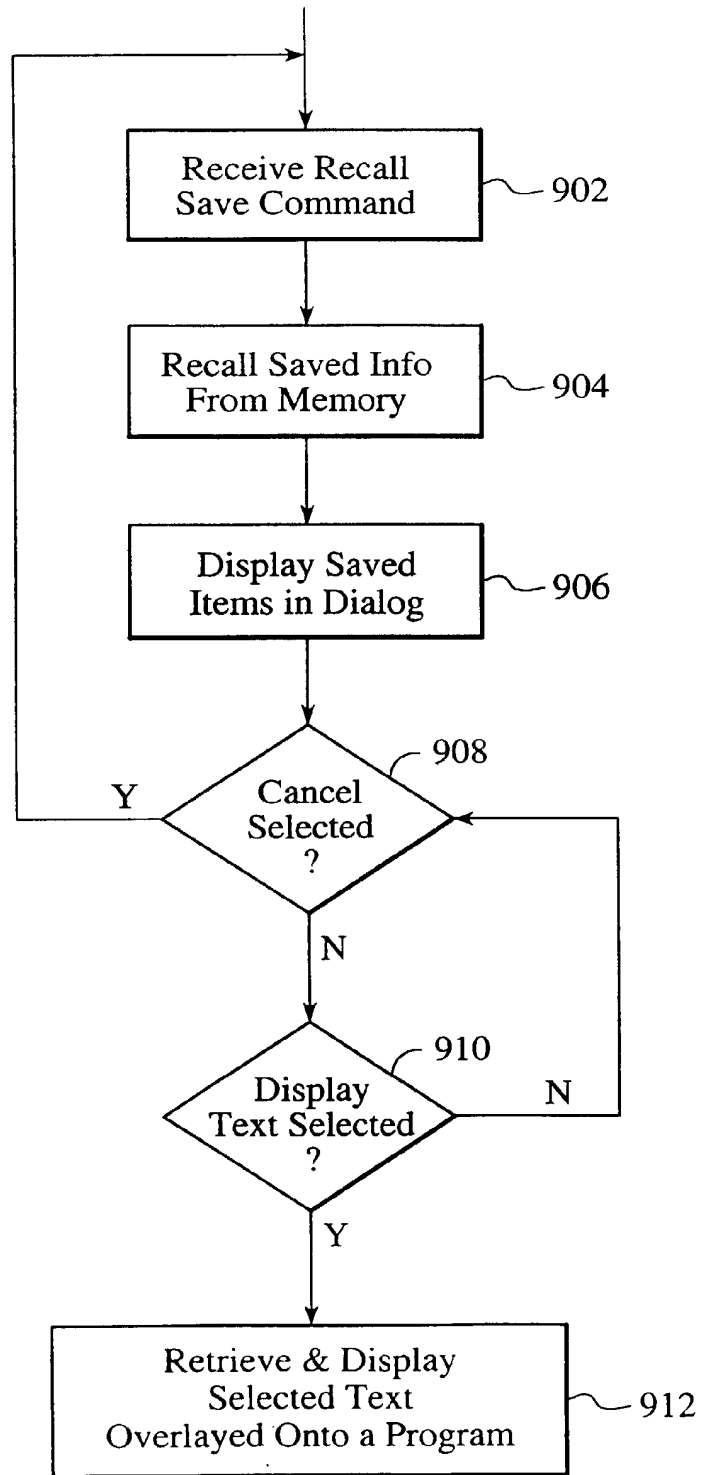 Receive Recall
Save Command
902
Recall Saved Info
From Memory
904
Display Saved
Items in Dialog
906
908
Y
Cancel
Selected
?
N
910
Display
Text Selected
?
N
Y
Retrieve & Display
Selected Text
Overlayed Onto a Program
912